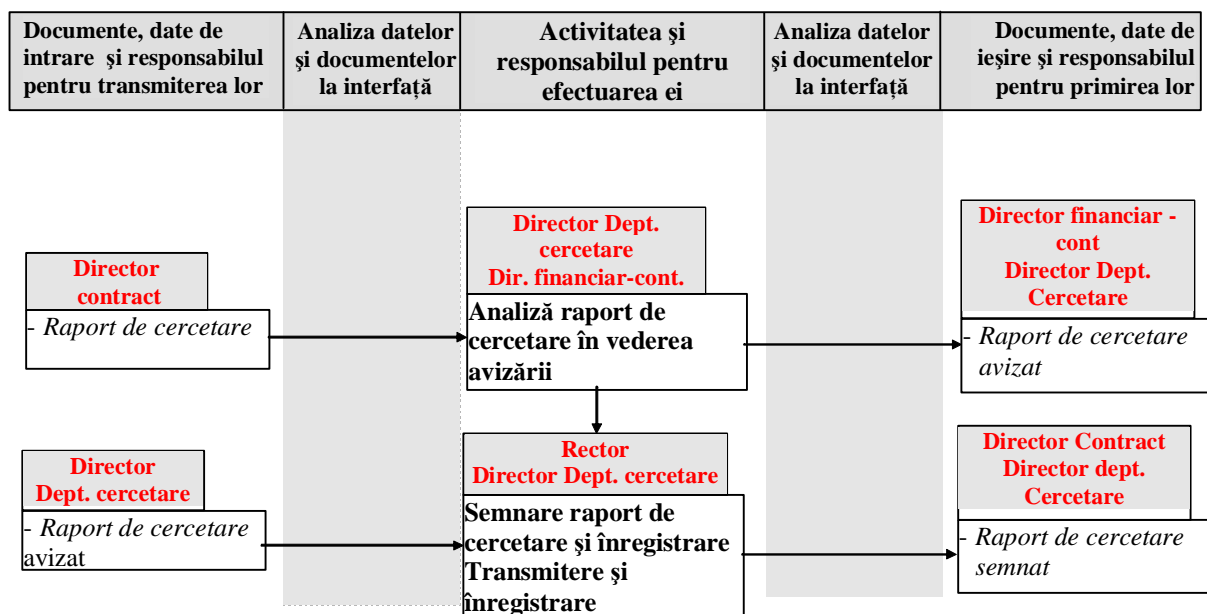 Documente, date de
intrare și responsabilul
pentru transmiterea lor
Analiza datelor
și documentelor
la interfață
Activitatea şi
responsabilul pentru
efectuarea ei
Analiza datelor
și documentelor
la interfață
Documente, date de
ieşire și responsabilul
pentru primirea lor
Director
contract
- Raport de cercetare
Director Dept.
cercetare
Dir. financiar-cont.
Analiză raport de
cercetare în vederea
avizării
Director financiar -
cont
Director Dept.
Cercetare
- Raport de cercetare
avizat
Director
Dept. cercetare
- Raport de cercetare
avizat
Rector
Director Dept. cercetare
Semnare raport de
cercetare şi înregistrare
Transmitere şi
înregistrare
Director Contract
Director dept.
Cercetare
- Raport de cercetare
semnat